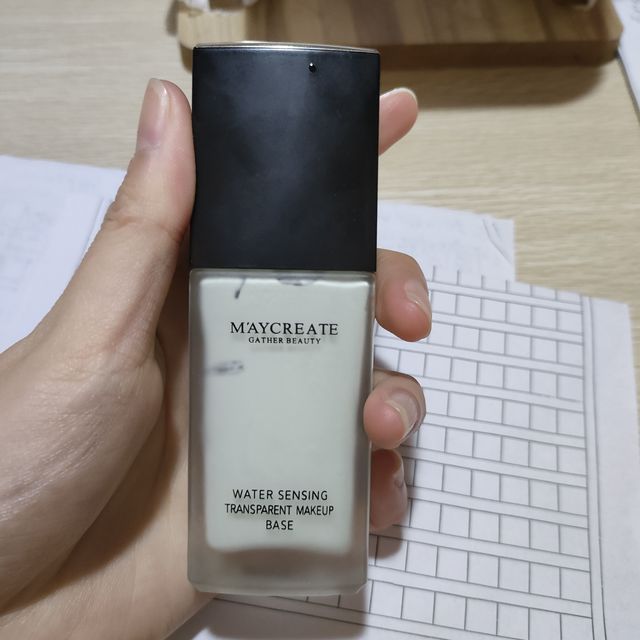 M'AYCREATE
GATHER BEAUTY
WATER SENSING
TRANSPARENT MAKEUP
BASE